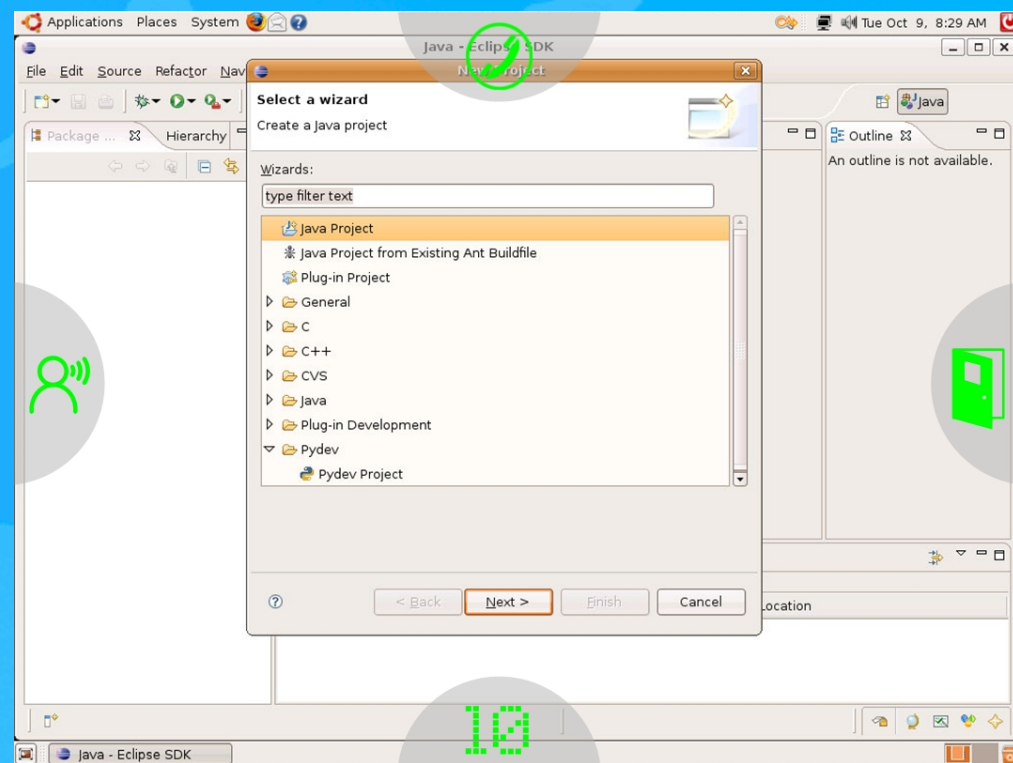 Applications Places System
Tue Oct 9, 8:29 AM
Java - Eclipse SDK
File Edit Source Refactor Nav
New Project
Select a wizard
Create a Java project
Java
Package ...
Hierarchy
Outline
An outline is not available.
Wizards:
type filter text
Java Project
Java Project from Existing Ant Buildfile
Plug-in Project
General
C
C++
CVS
Java
Plug-in Development
Pydev
Pydev Project
< Back
Next >
Finish
Cancel
Location
10
Java - Eclipse SDK